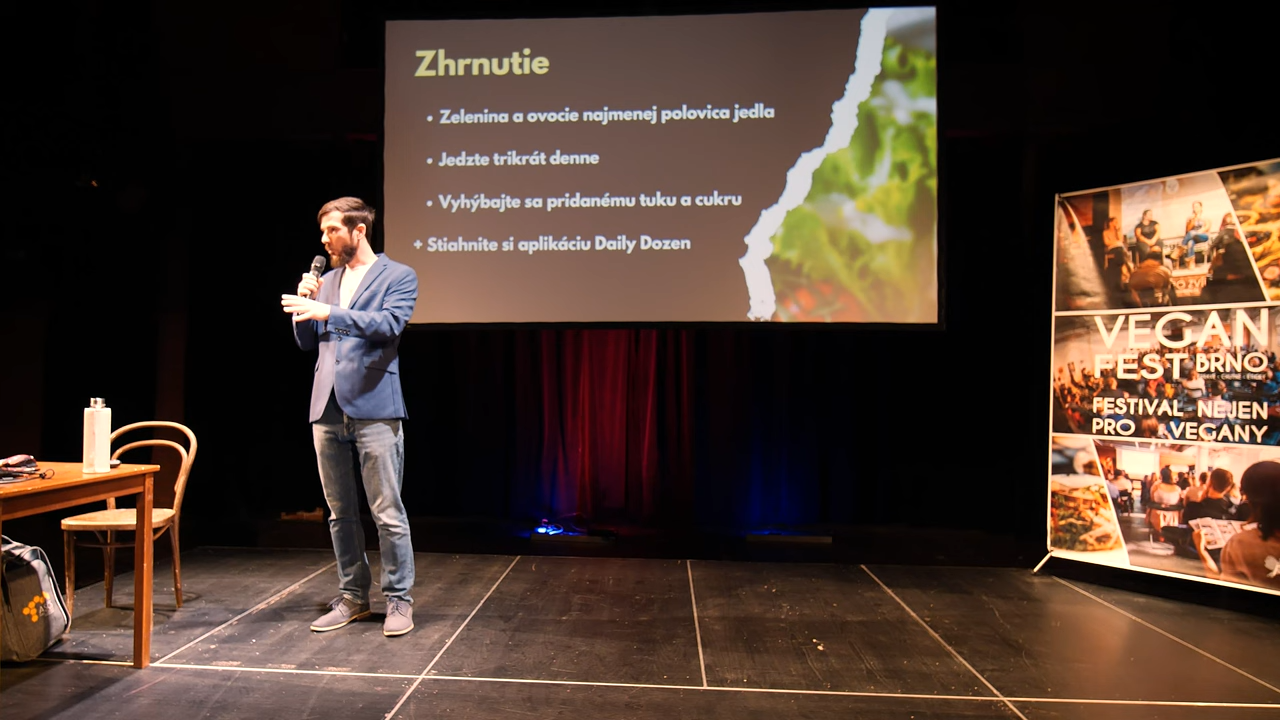 Zhrnutie
• Zelenina a ovocie najmenej polovica jedla
• Jedzte trikrát denne
• Vyhýbajte sa pridanému tuku a cukru
+ Stiahnite si aplikáciu Daily Dozen
VEGAN
FEST BRNO
FESTIVAL NEJEN
PRO VEGANY